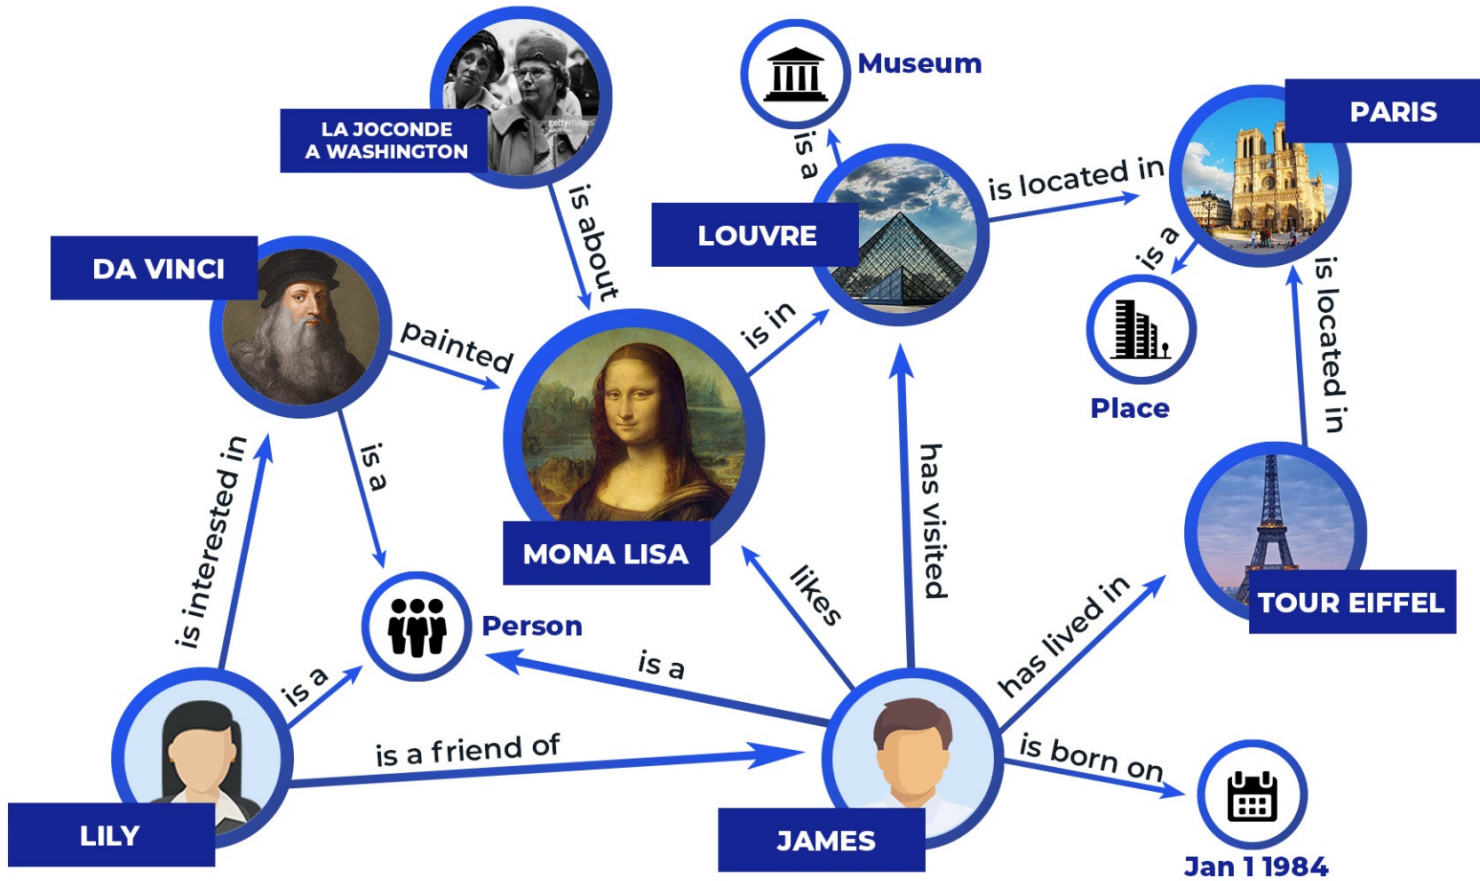 LA JOCONDE
A WASHINGTON
gettyimages
Museum
PARIS
is a
is located in
LOUVRE
is about
DA VINCI
is a
is located in
painted
is in
Place
is a
is interested in
has visited
MONA LISA
likes
TOUR EIFFEL
Person
has lived in
is a
is a
is a friend of
is born on
LILY
JAMES
Jan 1 1984